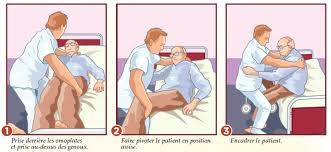 1
Prise derrière les omoplates
et prise au-dessus des genoux.
2
Faire pivoter le patient en position
assise.
3
Encadrer le patient.